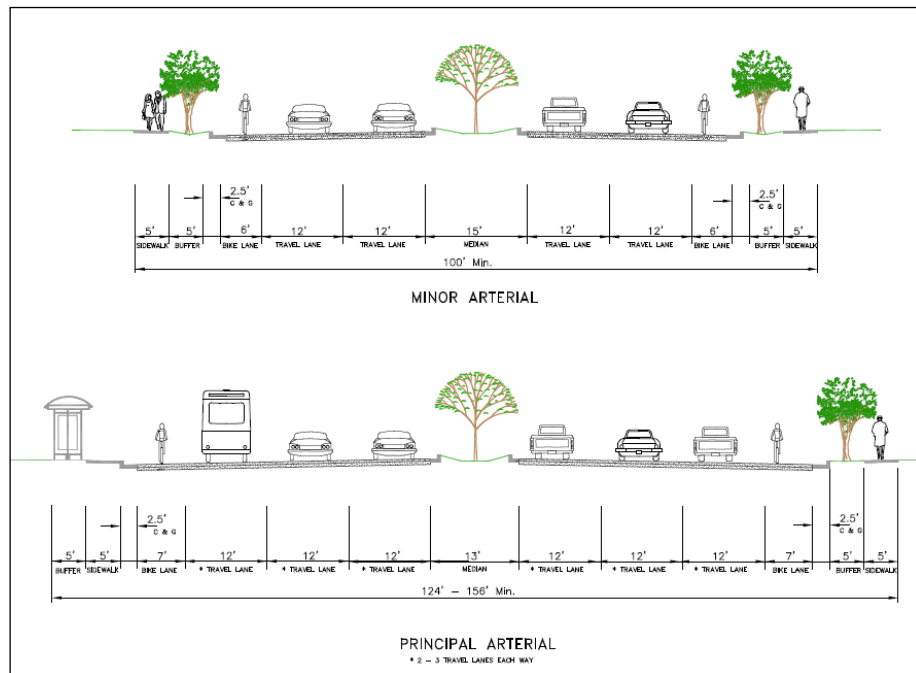 2.5' 2.5'
C & G C & G
5' 5' 6' 12' 12' 15' 12' 12' 6' 5' 5'
SIDEWALK BUFFER BIKE LANE TRAVEL LANE TRAVEL LANE MEDIAN TRAVEL LANE TRAVEL LANE BIKE LANE BUFFER SIDEWALK
100' Min.
MINOR ARTERIAL
2.5' 2.5'
C & G C & G
5' 5' 7' 12' 12' 12' 13' 12' 12' 12' 7' 5' 5'
BUFFER SIDEWALK BIKE LANE * TRAVEL LANE * TRAVEL LANE * TRAVEL LANE MEDIAN * TRAVEL LANE * TRAVEL LANE * TRAVEL LANE BIKE LANE BUFFER SIDEWALK
124' – 156' Min.
PRINCIPAL ARTERIAL
* 2 – 3 TRAVEL LANES EACH WAY